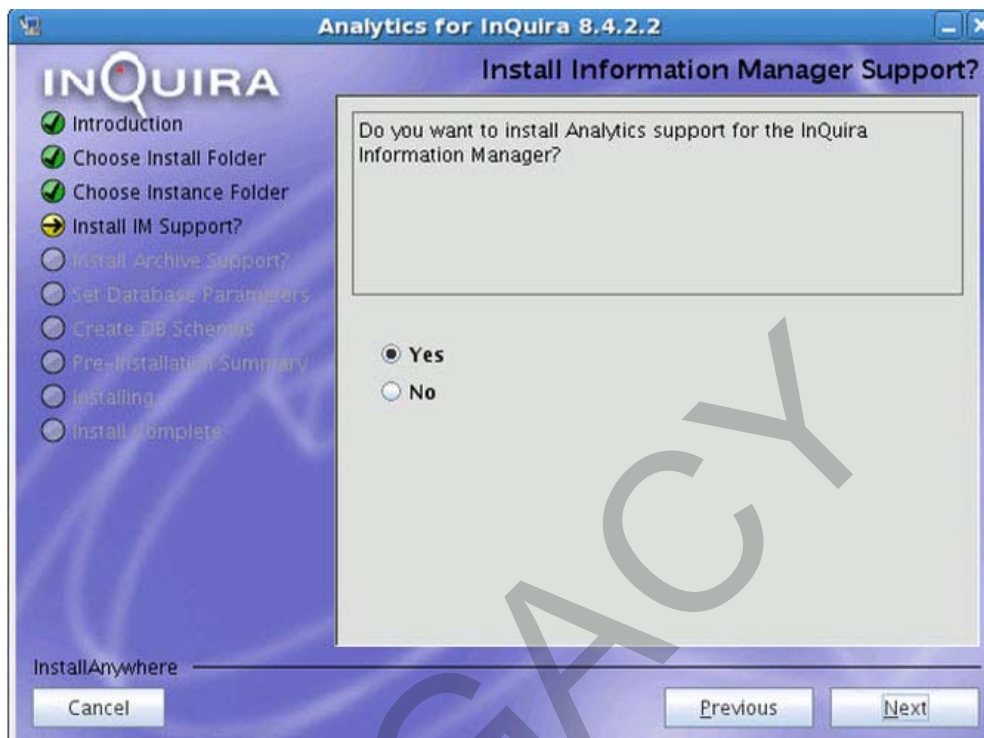 Analytics for InQuira 8.4.2.2
INQUIRA
Install Information Manager Support?
Introduction
Choose Install Folder
Choose Instance Folder
Install IM Support?
Install Archive Support?
Set Database Parameters
Create DB Schemas
Pre-Installation Summary
Installing...
Install Complete
Do you want to install Analytics support for the InQuira
Information Manager?
Yes
No
InstallAnywhere
Cancel
Previous
Next
GACY